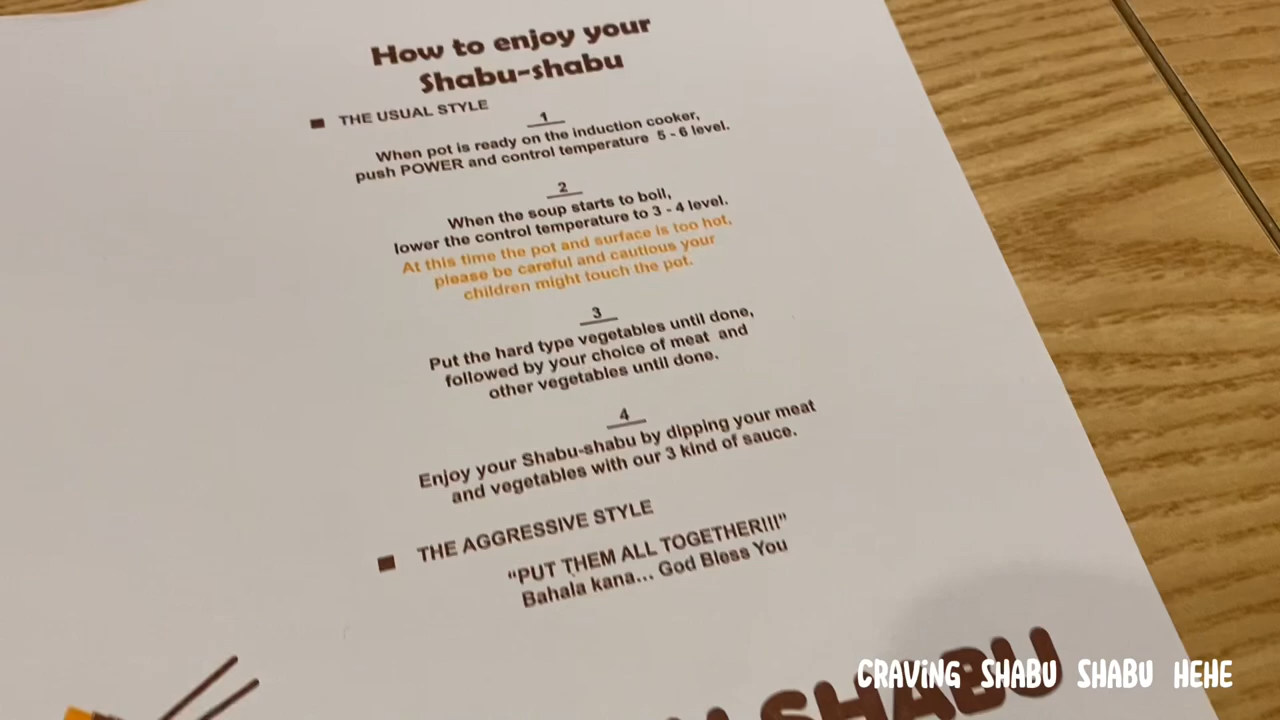 How to enjoy your
Shabu-shabu
THE USUAL STYLE
1
When pot is ready on the induction cooker,
push POWER and control temperature 5 - 6 level.
2
When the soup starts to boil,
lower the control temperature to 3 - 4 level.
At this time the pot and surface is too hot,
please be careful and cautious your
children might touch the pot.
3
Put the hard type vegetables until done,
followed by your choice of meat and
other vegetables until done.
4
Enjoy your Shabu-shabu by dipping your meat
and vegetables with our 3 kind of sauce.
THE AGGRESSIVE STYLE
“PUT THEM ALL TOGETHER!!!”
Bahala kana... God Bless You
SHABU
CRAVING SHABU SHABU HEHE